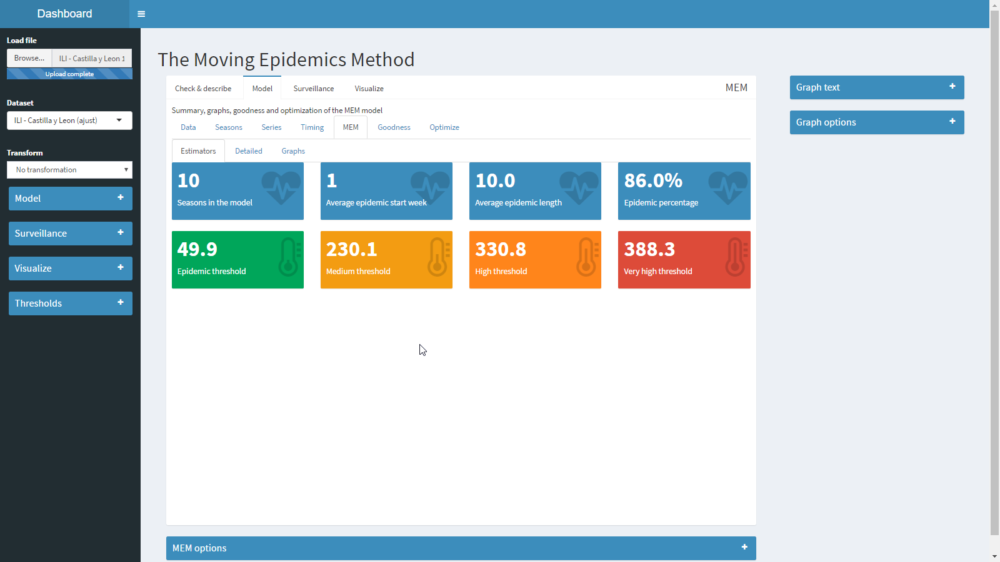 Dashboard
Load file
Browse... ILI - Castilla y Leon 1
Upload complete
Dataset
ILI - Castilla y Leon (ajust)
Transform
No transformation
Model
Surveillance
Visualize
Thresholds
The Moving Epidemics Method
Check & describe Model Surveillance Visualize MEM
Summary, graphs, goodness and optimization of the MEM model
Data Seasons Series Timing MEM Goodness Optimize
Estimators Detailed Graphs
10
Seasons in the model
1
Average epidemic start week
10.0
Average epidemic length
86.0%
Epidemic percentage
49.9
Epidemic threshold
230.1
Medium threshold
330.8
High threshold
388.3
Very high threshold
MEM options
Graph text
Graph options